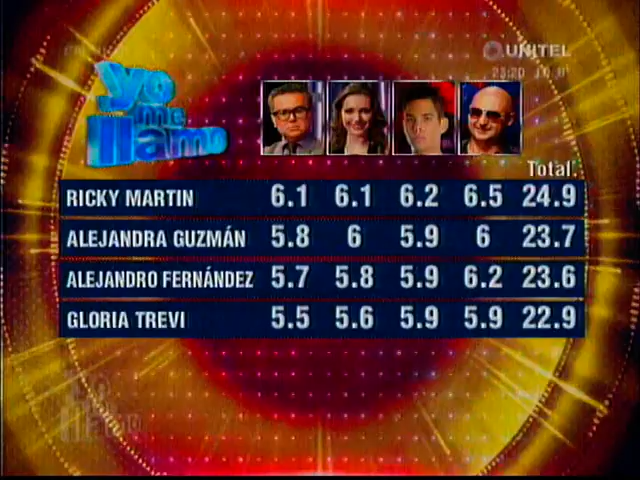 UNITEL
yo
me
llamo
Total.
RICKY MARTIN 6.1 6.1 6.2 6.5 24.9
ALEJANDRA GUZMÁN 5.8 6 5.9 6 23.7
ALEJANDRO FERNÁNDEZ 5.7 5.8 5.9 6.2 23.6
GLORIA TREVI 5.5 5.6 5.9 5.9 22.9